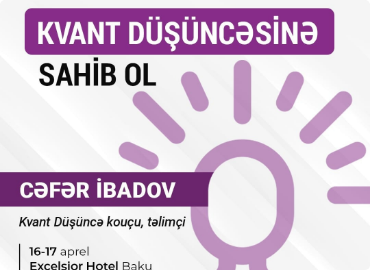 KVANT DÜŞÜNCƏSİNƏ
SAHİB OL
CƏFƏR İBADOV
Kvant Düşüncə kouçu, təlimçi
16-17 aprel
Excelsior Hotel Baku